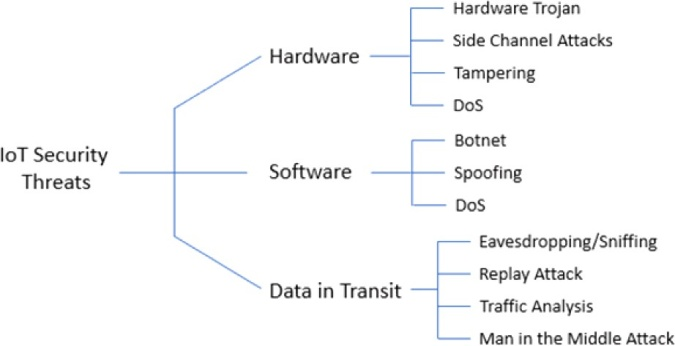 IoT Security
Threats
Hardware
Hardware Trojan
Side Channel Attacks
Tampering
DoS
Software
Botnet
Spoofing
DoS
Data in Transit
Eavesdropping/Sniffing
Replay Attack
Traffic Analysis
Man in the Middle Attack